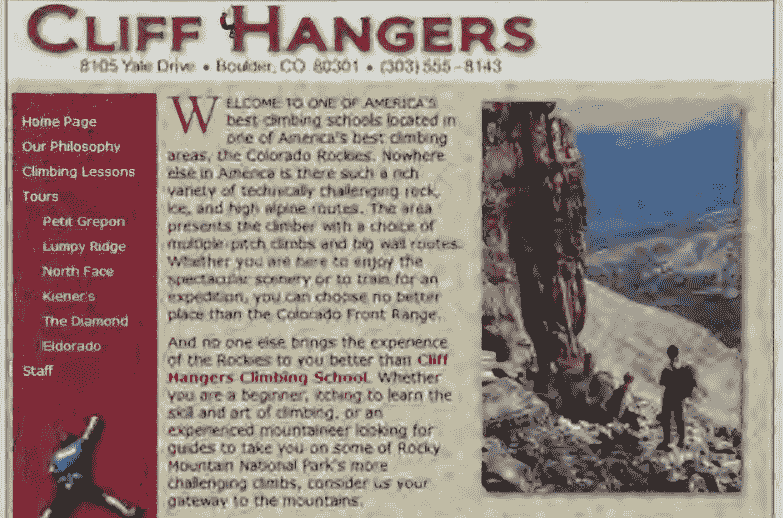 CLIFF HANGERS
8105 Yale Drive • Boulder, CO 80301 • (303) 555-8143
Home Page
Our Philosophy
Climbing Lessons
Tours
Petit Grepon
Lumpy Ridge
North Face
Kiener's
The Diamond
Eldorado
Staff
WELCOME TO ONE OF AMERICA'S
best climbing schools located in
one of America's best climbing
areas, the Colorado Rockies. Nowhere
else in America is there such a rich
variety of technically challenging rock,
ice, and high alpine routes. The area
presents the climber with a choice of
multiple-pitch climbs and big wall routes.
Whether you are here to enjoy the
spectacular scenery or to train for an
expedition, you can choose no better
place than the Colorado Front Range.
And no one else brings the experience
of the Rockies to you better than Cliff
Hangers Climbing School. Whether
you are a beginner, itching to learn the
skill and art of climbing, or an
experienced mountaineer looking for
guides to take you on some of Rocky
Mountain National Park's more
challenging climbs, consider us your
gateway to the mountains.